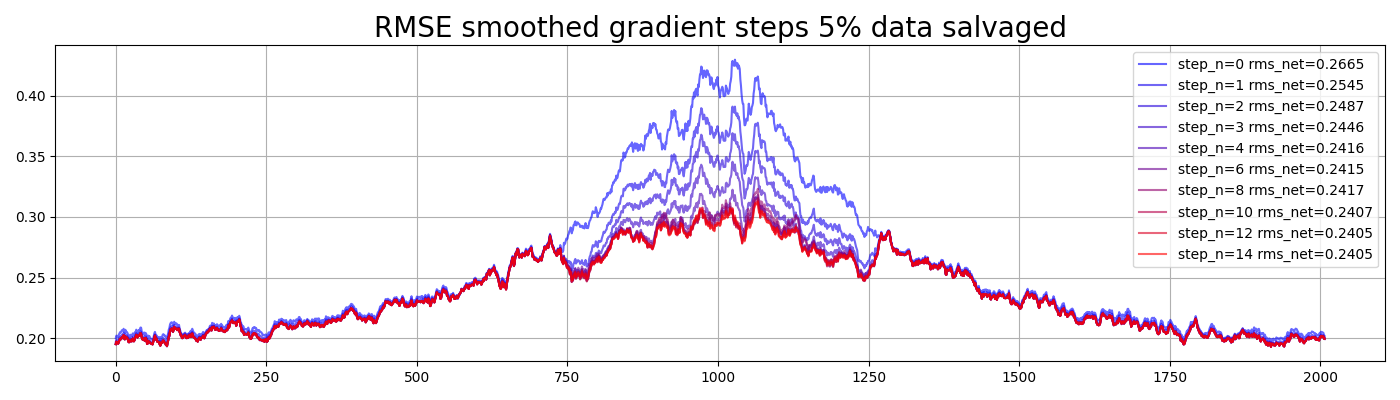 RMSE smoothed gradient steps 5% data salvaged
step_n=0 rms_net=0.2665
step_n=1 rms_net=0.2545
step_n=2 rms_net=0.2487
step_n=3 rms_net=0.2446
step_n=4 rms_net=0.2416
step_n=6 rms_net=0.2415
step_n=8 rms_net=0.2417
step_n=10 rms_net=0.2407
step_n=12 rms_net=0.2405
step_n=14 rms_net=0.2405
0.40
0.35
0.30
0.25
0.20
0 250 500 750 1000 1250 1500 1750 2000